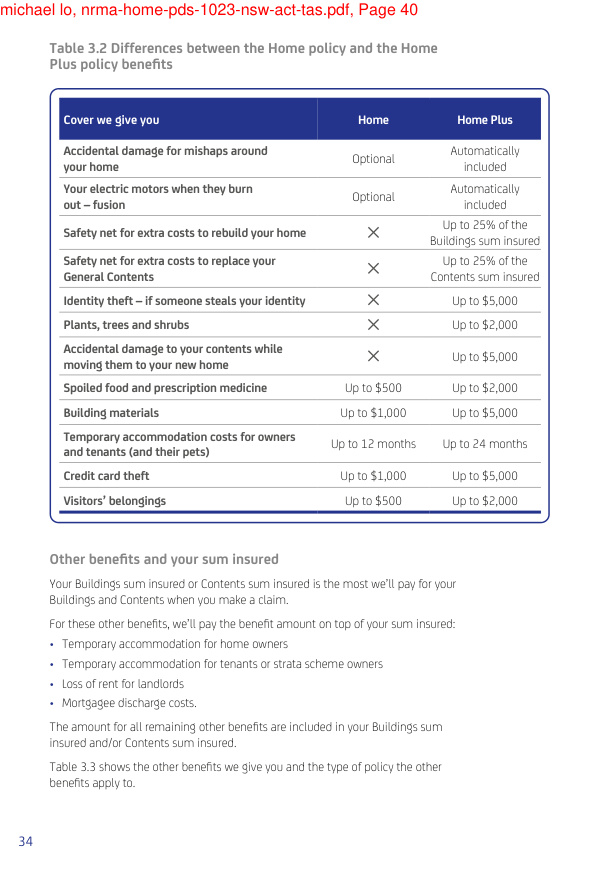 michael lo, nrma-home-pds-1023-nsw-act-tas.pdf, Page 40
Table 3.2 Differences between the Home policy and the Home
Plus policy benefits
Cover we give you Home Home Plus
Accidental damage for mishaps around
your home
Optional
Automatically
included
Your electric motors when they burn
out – fusion
Optional
Automatically
included
Safety net for extra costs to rebuild your home
Up to 25% of the
Buildings sum insured
Safety net for extra costs to replace your
General Contents
Up to 25% of the
Contents sum insured
Identity theft – if someone steals your identity Up to $5,000
Plants, trees and shrubs Up to $2,000
Accidental damage to your contents while
moving them to your new home
Up to $5,000
Spoiled food and prescription medicine Up to $500 Up to $2,000
Building materials Up to $1,000 Up to $5,000
Temporary accommodation costs for owners
and tenants (and their pets)
Up to 12 months Up to 24 months
Credit card theft Up to $1,000 Up to $5,000
Visitors’ belongings Up to $500 Up to $2,000
Other benefits and your sum insured
Your Buildings sum insured or Contents sum insured is the most we’ll pay for your
Buildings and Contents when you make a claim.
For these other benefits, we’ll pay the benefit amount on top of your sum insured:
• Temporary accommodation for home owners
• Temporary accommodation for tenants or strata scheme owners
• Loss of rent for landlords
• Mortgagee discharge costs.
The amount for all remaining other benefits are included in your Buildings sum
insured and/or Contents sum insured.
Table 3.3 shows the other benefits we give you and the type of policy the other
benefits apply to.
34